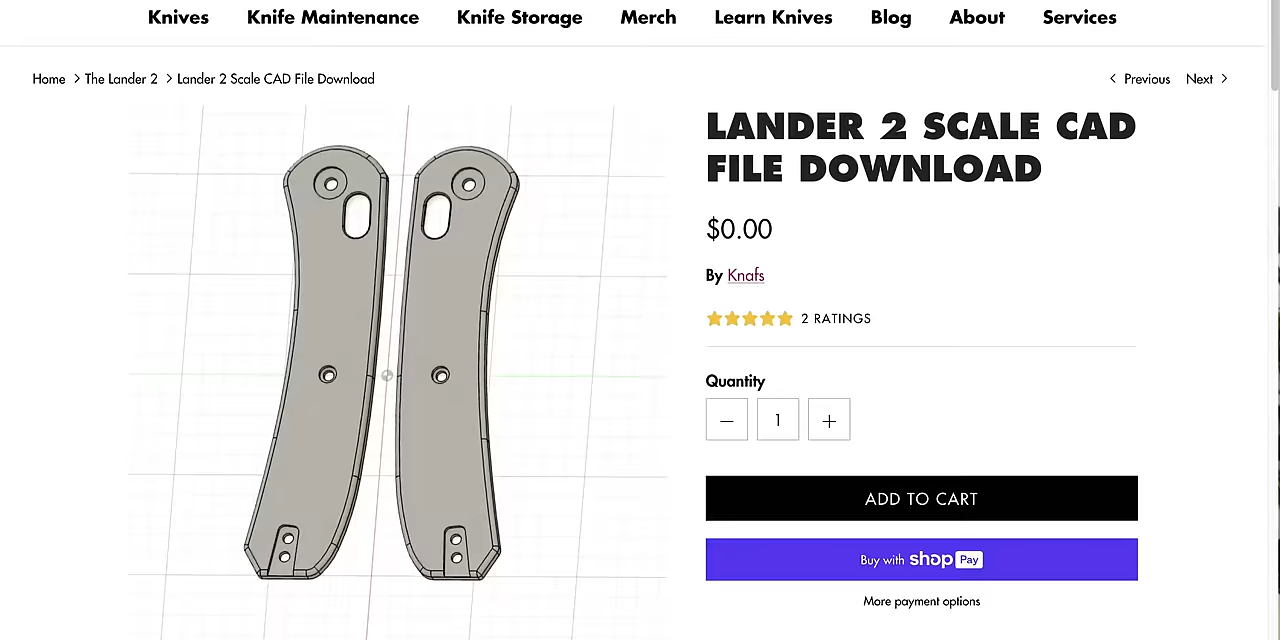 Knives Knife Maintenance Knife Storage Merch Learn Knives Blog About Services
Home > The Lander 2 > Lander 2 Scale CAD File Download
< Previous Next >
LANDER 2 SCALE CAD
FILE DOWNLOAD
$0.00
By Knafs
2 RATINGS
Quantity
— 1 +
ADD TO CART
Buy with shop Pay
More payment options